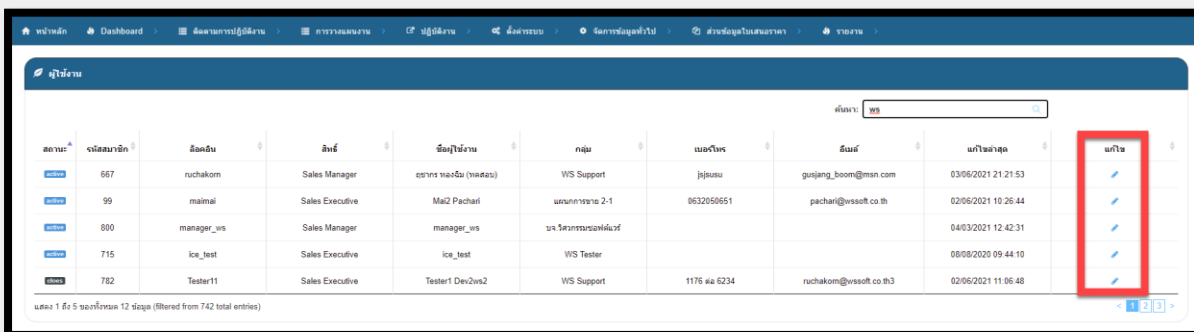 หน้าหลัก Dashboard ติดตามการปฏิบัติงาน การวางแผนงาน ปฏิบัติงาน ตั้งค่าระบบ จัดการข้อมูลทั่วไป ส่วนข้อมูลใบเสนอราคา รายงาน
ผู้ใช้งาน
ค้นหา: ws
สถานะ รหัสสมาชิก ล็อคอิน สิทธิ์ ชื่อผู้ใช้งาน กลุ่ม เบอร์โทร อีเมล์ แก้ไขล่าสุด แก้ไข
active 667 ruchakorn Sales Manager ฤชากร ทองฉิม (ทดสอบ) WS Support jsjsusu gusjang_boom@msn.com 03/06/2021 21:21:53
active 99 maimai Sales Executive Mai2 Pachari แผนกการขาย 2-1 0632050651 pachari@wssoft.co.th 02/06/2021 10:26:44
active 800 manager_ws Sales Manager manager_ws บจ.วิศวกรรมซอฟต์แวร์ 04/03/2021 12:42:31
active 715 ice_test Sales Executive ice_test WS Tester 08/08/2020 09:44:10
cloes 782 Tester11 Sales Executive Tester1 Dev2ws2 WS Support 1176 ต่อ 6234 ruchakorn@wssoft.co.th3 02/06/2021 11:06:48
แสดง 1 ถึง 5 ของทั้งหมด 12 ข้อมูล (filtered from 742 total entries) < 1 2 3 >